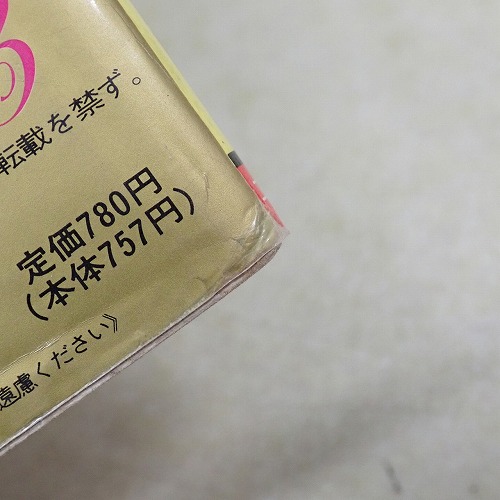 転載を禁ず。
定価780円
(本体757円)
遠慮ください》